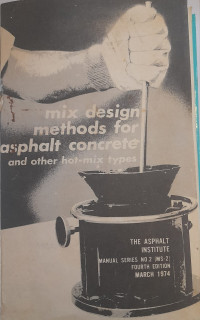 mix design
methods for
asphalt concrete
and other hot-mix types
THE ASPHALT
INSTITUTE
MANUAL SERIES NO. 2 (MS-2)
FOURTH EDITION
MARCH 1974